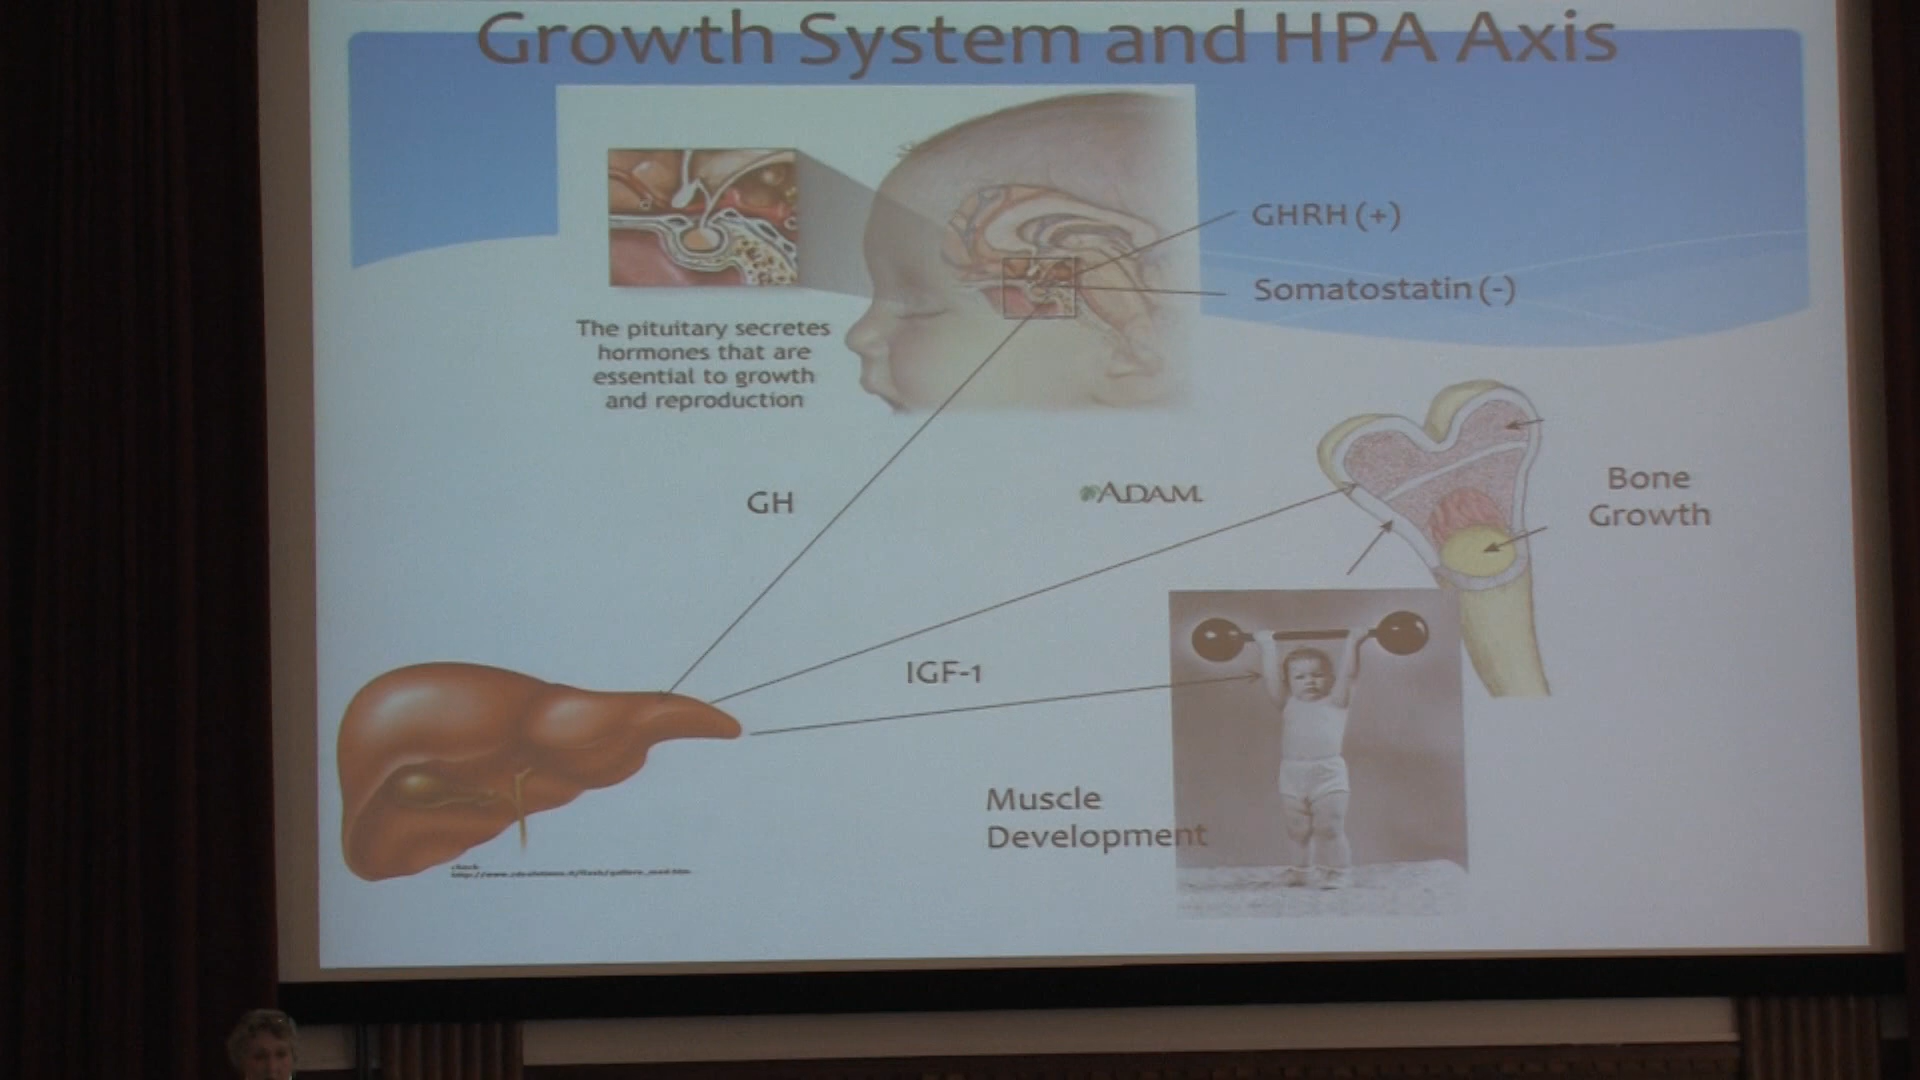 Growth System and HPA Axis
GHRH (+)
Somatostatin (-)
The pituitary secretes
hormones that are
essential to growth
and reproduction
GH
ADAM.
Bone
Growth
IGF-1
Muscle
Development